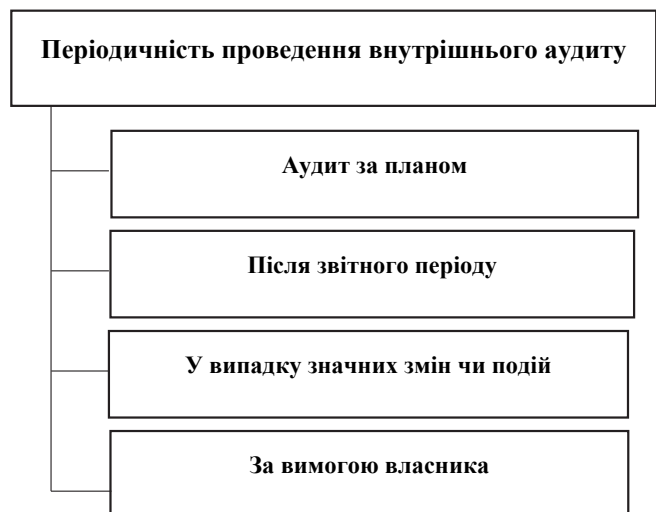 Періодичність проведення внутрішнього аудиту
Аудит за планом
Після звітного періоду
У випадку значних змін чи подій
За вимогою власника